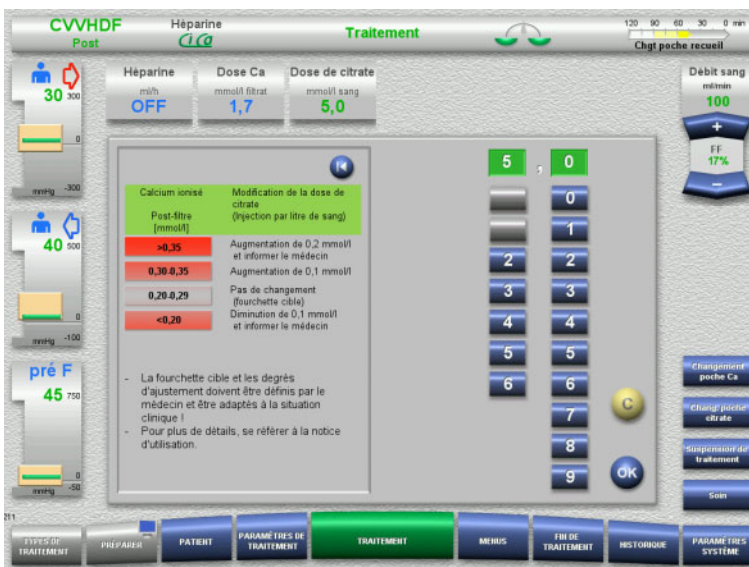 CVVHDF
Post
Héparine
CiCa
Traitement
120 90 60 30 0 min
Chgt poche recueil
30 300
0
mmHg -300
40 500
0
mmHg -100
pré F
45 750
0
mmHg -50
Héparine
ml/h
OFF
Dose Ca
mmol/l filtrat
1,7
Dose de citrate
mmol/l sang
5,0
Débit sang
ml/min
100
+
FF
17%
−
Calcium ionisé
Post-filtre
[mmol/l]
Modification de la dose de
citrate
(Injection par litre de sang)
>0,35
Augmentation de 0,2 mmol/l
et informer le médecin
0,30-0,35
Augmentation de 0,1 mmol/l
0,20-0,29
Pas de changement
(fourchette cible)
<0,20
Diminution de 0,1 mmol/l
et informer le médecin
- La fourchette cible et les degrés
d'ajustement doivent être définis par le
médecin et être adaptés à la situation
clinique !
- Pour plus de détails, se référer à la notice
d'utilisation.
5 , 0
0
1
2 2
3 3
4 4
5 5
6 6
7
8
9
C
OK
Changement
poche Ca
Chang! poche
citrate
Suspension de
traitement
Soin
211
TYPES DE
TRAITEMENT
PRÉPARER
PATIENT
PARAMÈTRES DE
TRAITEMENT
TRAITEMENT
MENUS
FIN DE
TRAITEMENT
HISTORIQUE
PARAMÈTRES
SYSTÈME